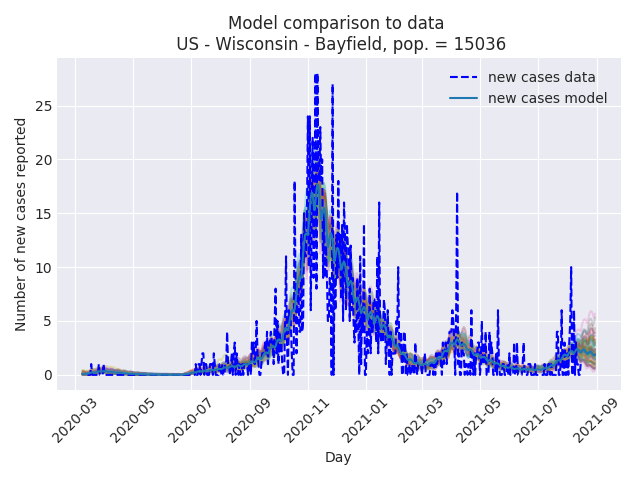 Model comparison to data
US - Wisconsin - Bayfield, pop. = 15036
new cases data
new cases model
Number of new cases reported
25
20
15
10
5
0
2020-03
2020-05
2020-07
2020-09
2020-11
2021-01
2021-03
2021-05
2021-07
2021-09
Day